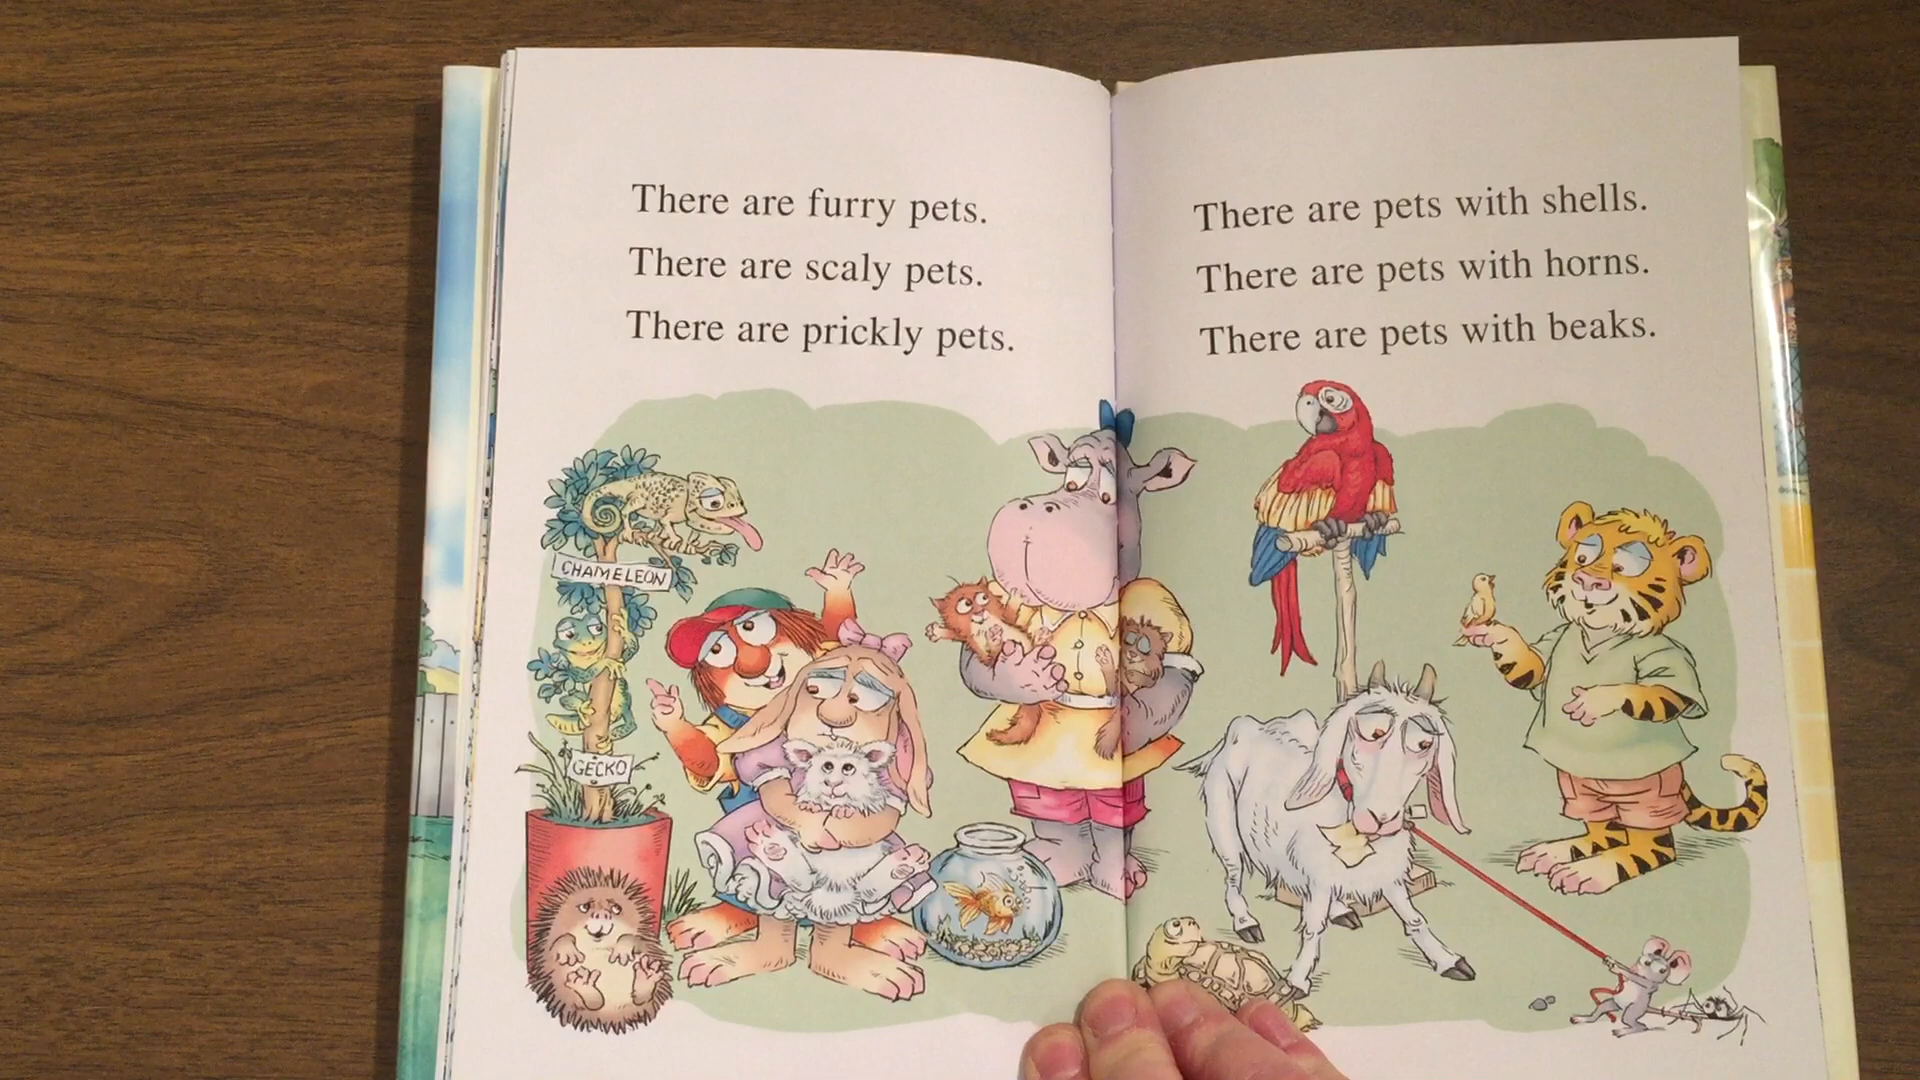 There are furry pets.
There are scaly pets.
There are prickly pets.
CHAMELEON
GECKO
There are pets with shells.
There are pets with horns.
There are pets with beaks.